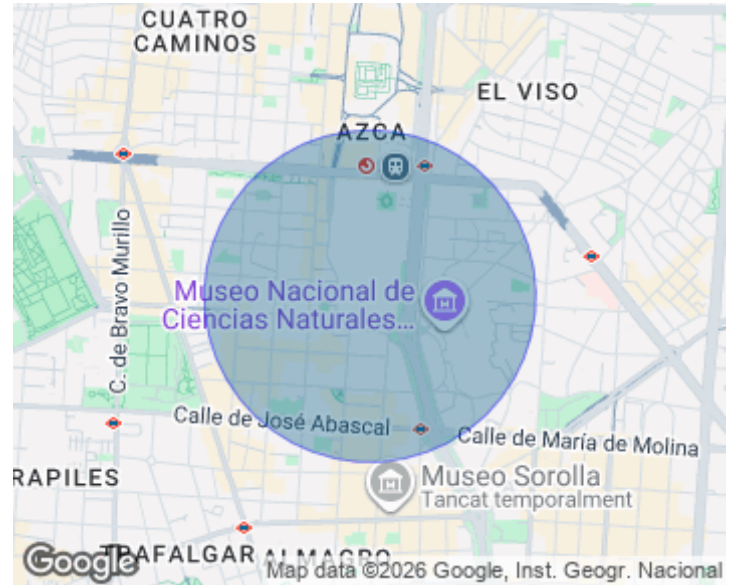 CUATRO
CAMINOS
EL VISO
AZCA
C. de Bravo Murillo
Museo Nacional de
Ciencias Naturales...
Calle de José Abascal
Calle de María de Molina
RAPILES
Museo Sorolla
Tancat temporalment
TRAFALGAR
ALMAGRO
Google
Map data ©2026 Google, Inst. Geogr. Nacional